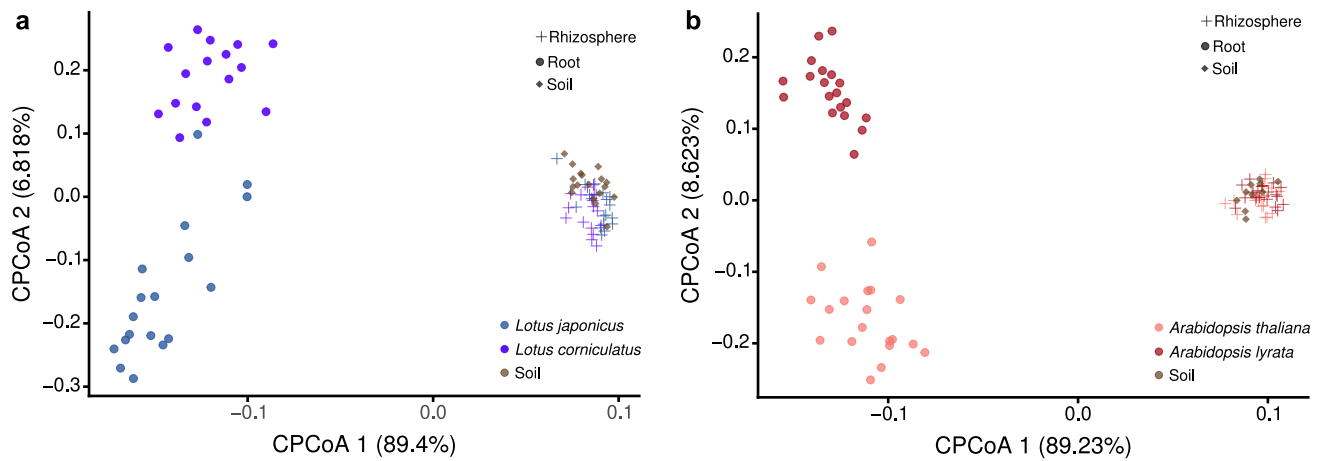 a
Rhizosphere
Root
Soil
0.2
0.1
0.0
−0.1
−0.2
−0.3
CPCoA 2 (6.818%)
Lotus japonicus
Lotus corniculatus
Soil
−0.1
0.0
0.1
CPCoA 1 (89.4%)
b
Rhizosphere
Root
Soil
0.2
0.1
0.0
−0.1
−0.2
CPCoA 2 (8.623%)
Arabidopsis thaliana
Arabidopsis lyrata
Soil
−0.1
0.0
0.1
CPCoA 1 (89.23%)